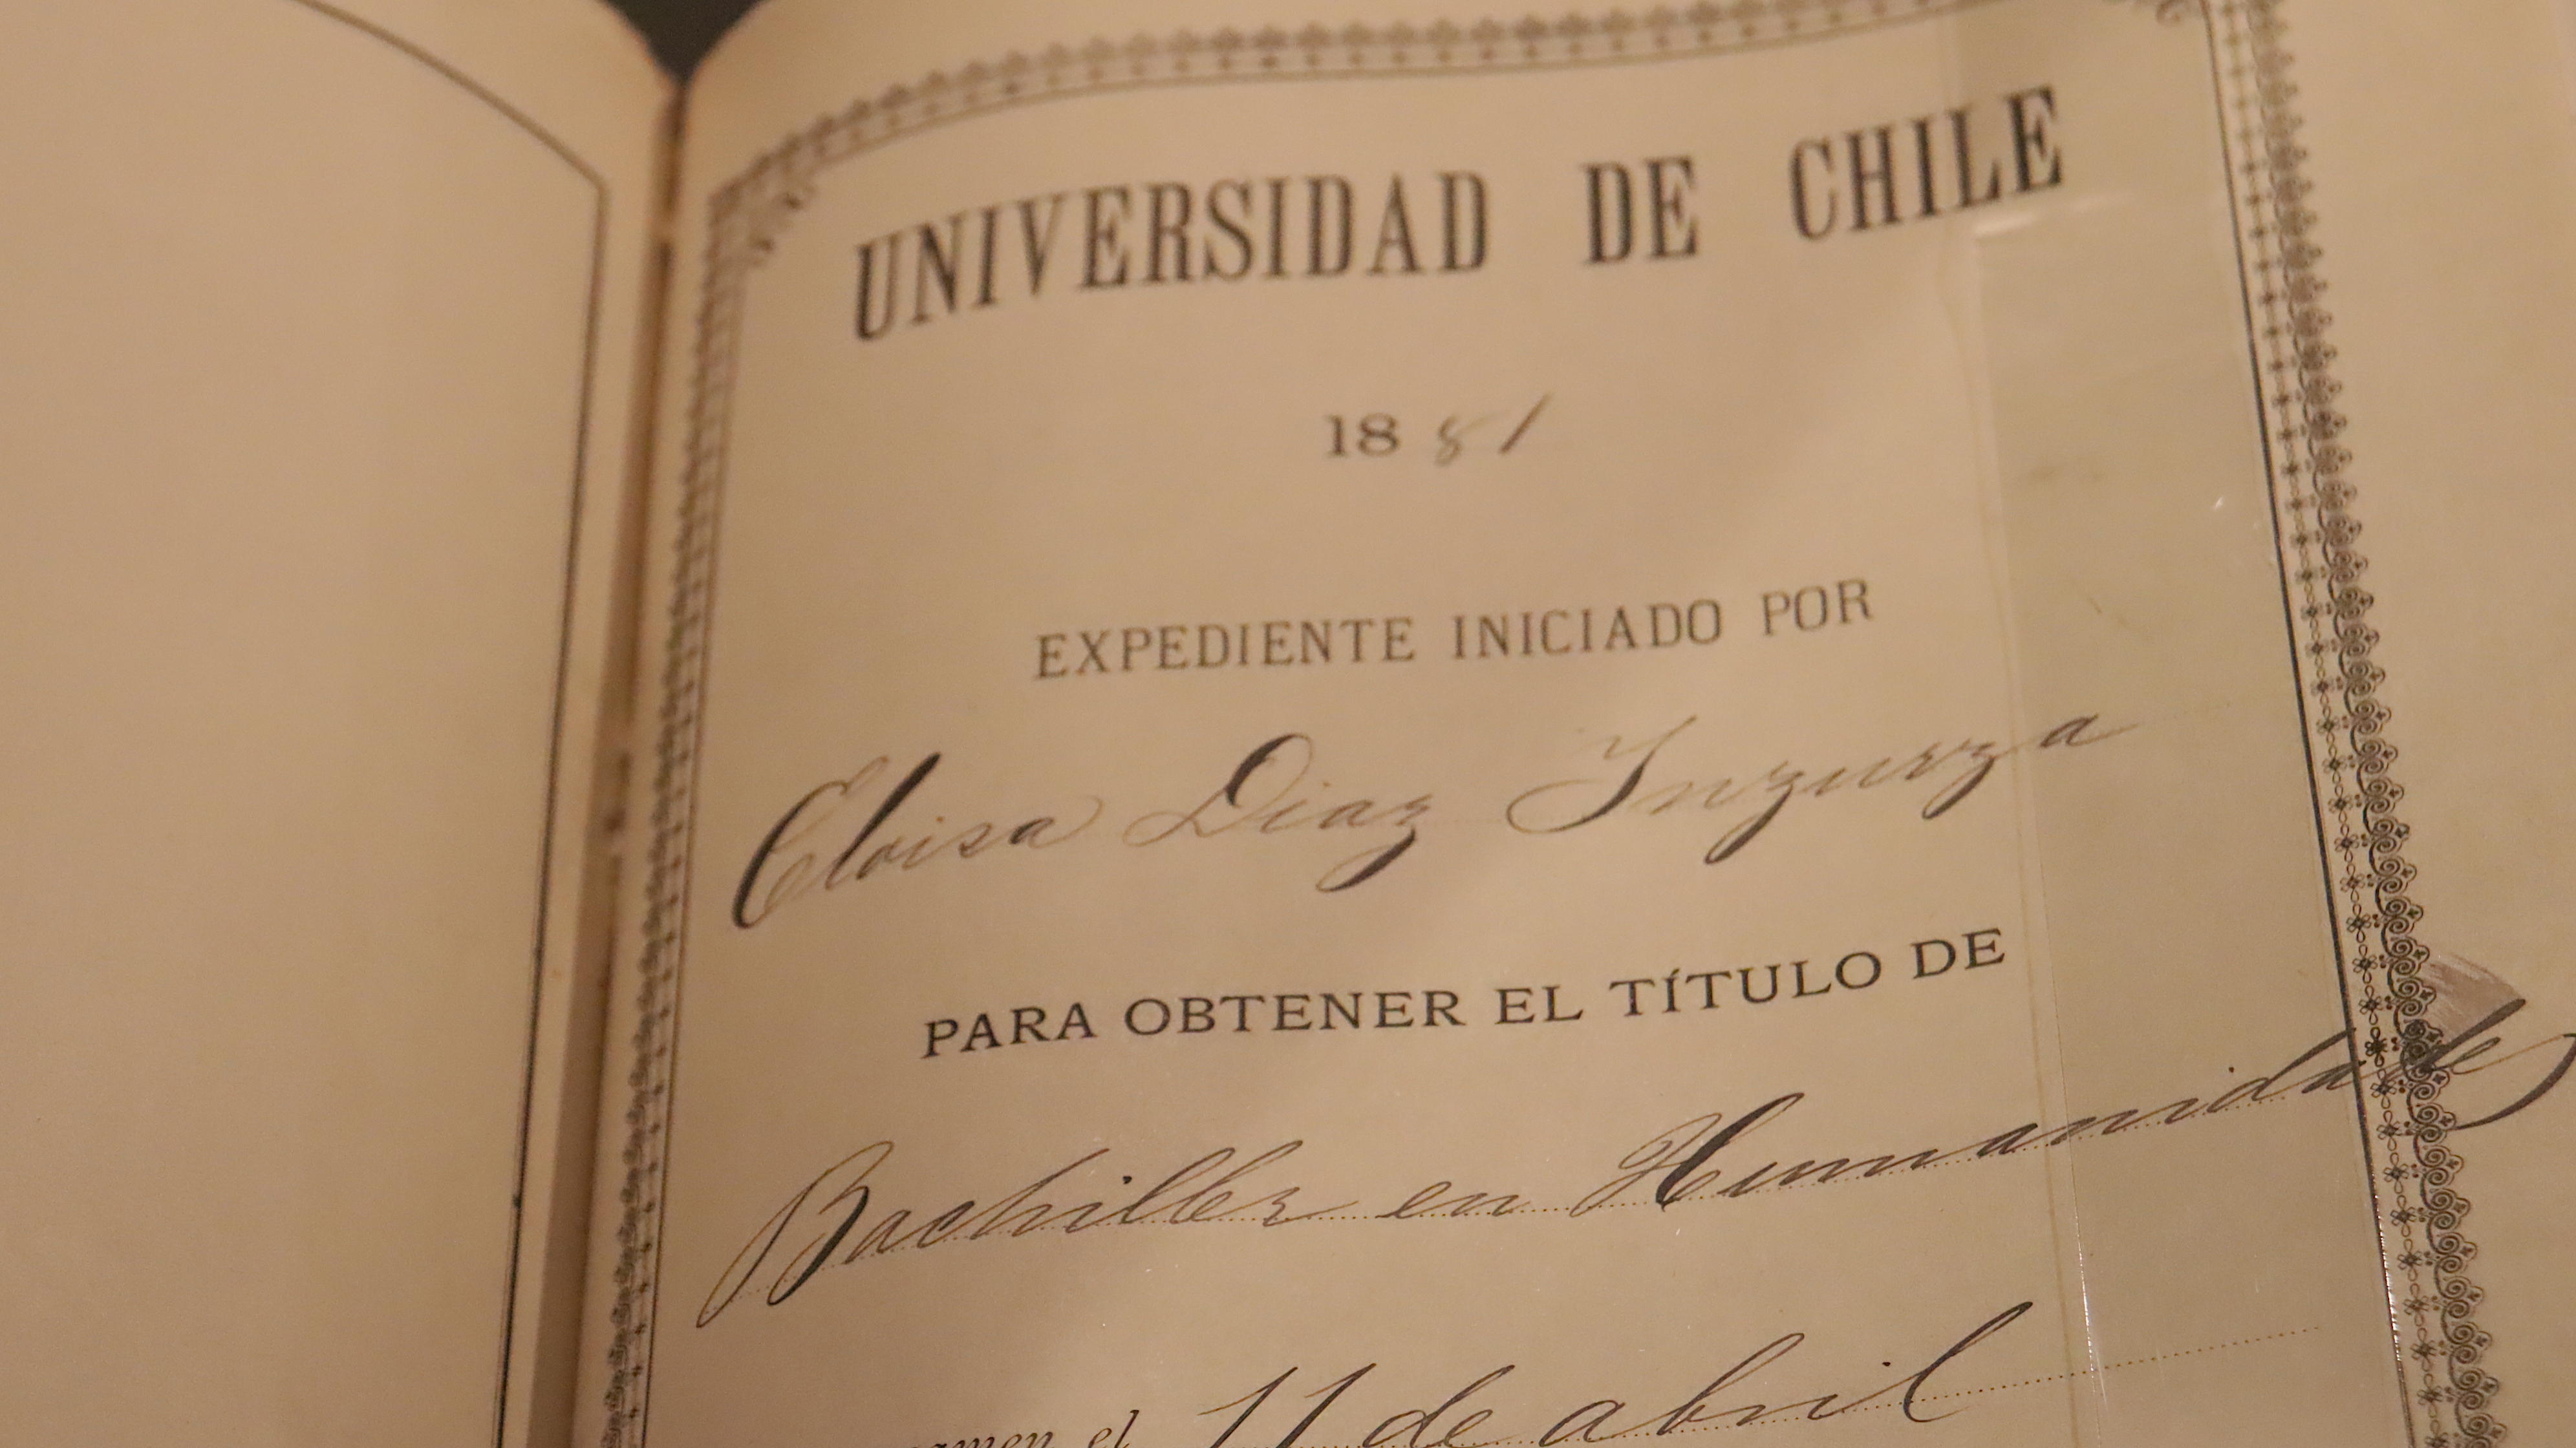 UNIVERSIDAD DE CHILE
1881
EXPEDIENTE INICIADO POR
Eloisa Diaz Inzunza
PARA OBTENER EL TÍTULO DE
Bachiller en Humanidades
el 11 de abril